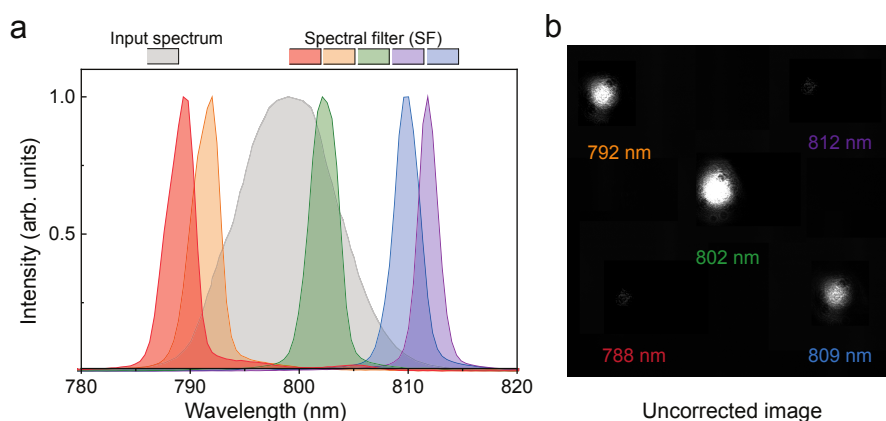 a
Input spectrum
Spectral filter (SF)
1.0
0.5
Intensity (arb. units)
780
790
800
810
820
Wavelength (nm)
b
792 nm
812 nm
802 nm
788 nm
809 nm
Uncorrected image